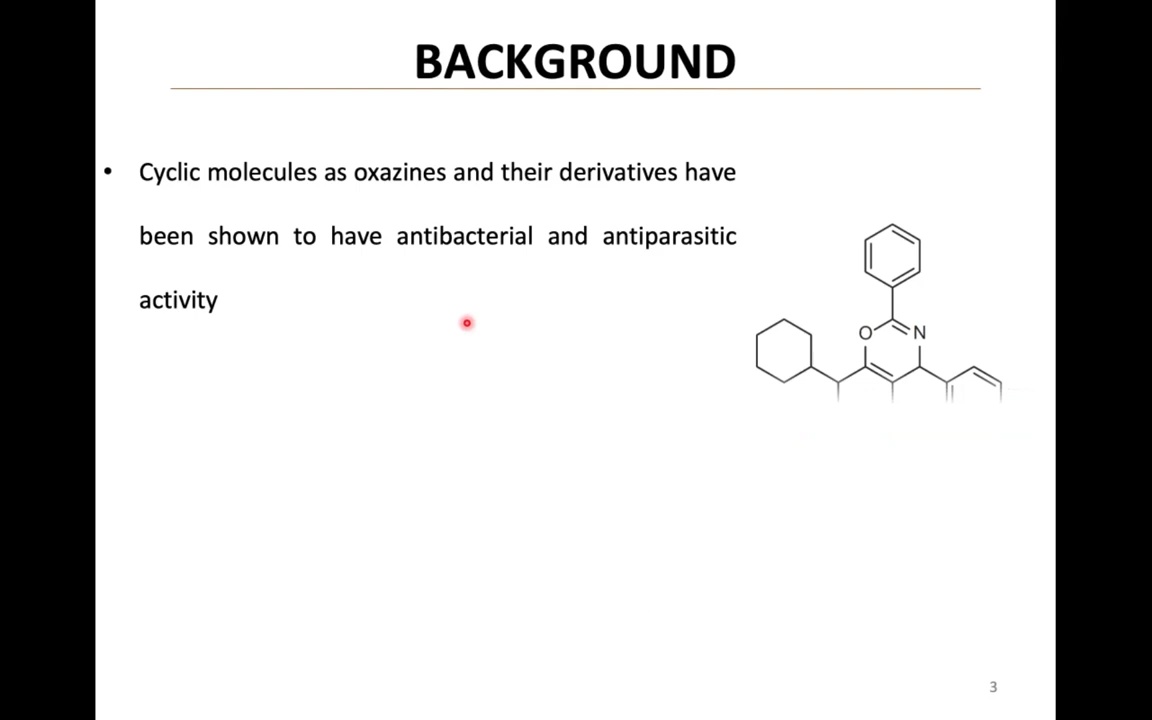 BACKGROUND
• Cyclic molecules as oxazines and their derivatives have
been shown to have antibacterial and antiparasitic
activity
O
N
3